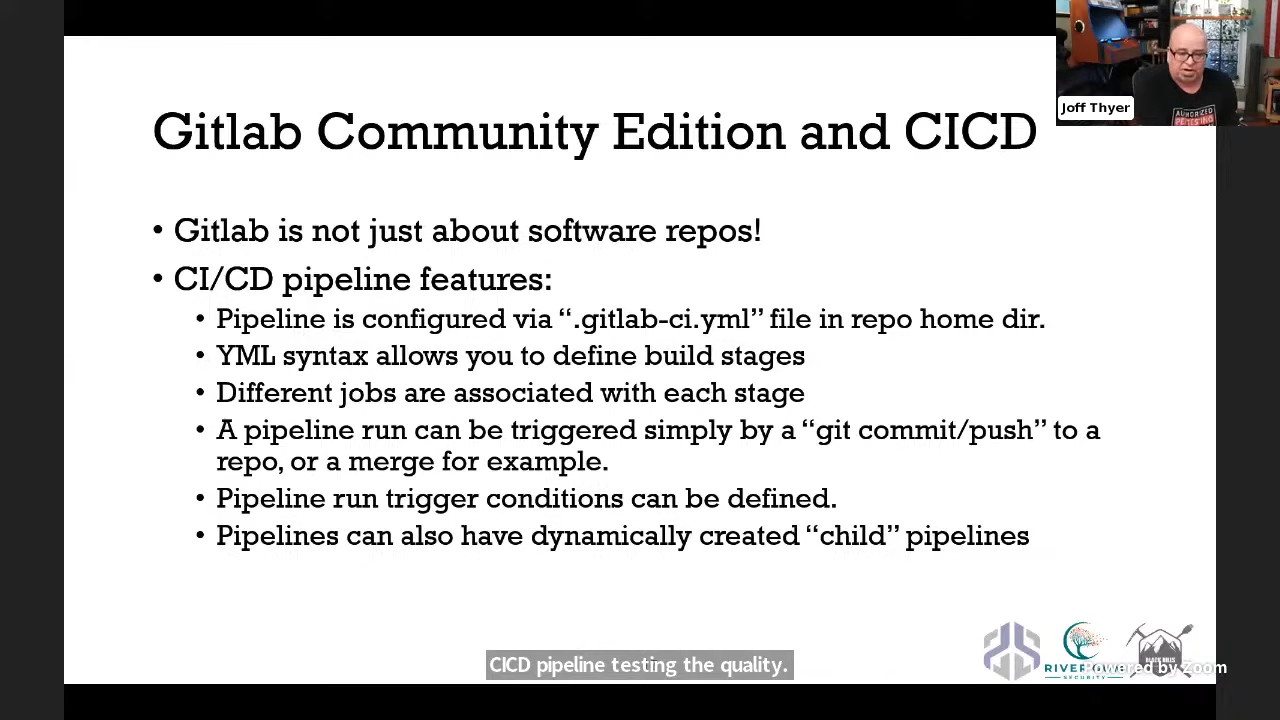 Joff Thyer
AUTHORIZED
Gitlab Community Edition and CICD
• Gitlab is not just about software repos!
• CI/CD pipeline features:
• Pipeline is configured via “.gitlab-ci.yml” file in repo home dir.
• YML syntax allows you to define build stages
• Different jobs are associated with each stage
• A pipeline run can be triggered simply by a “git commit/push” to a
repo, or a merge for example.
• Pipeline run trigger conditions can be defined.
• Pipelines can also have dynamically created “child” pipelines
CICD pipeline testing the quality.
BLACK HILLS
SECURITY
Powered by Zoom